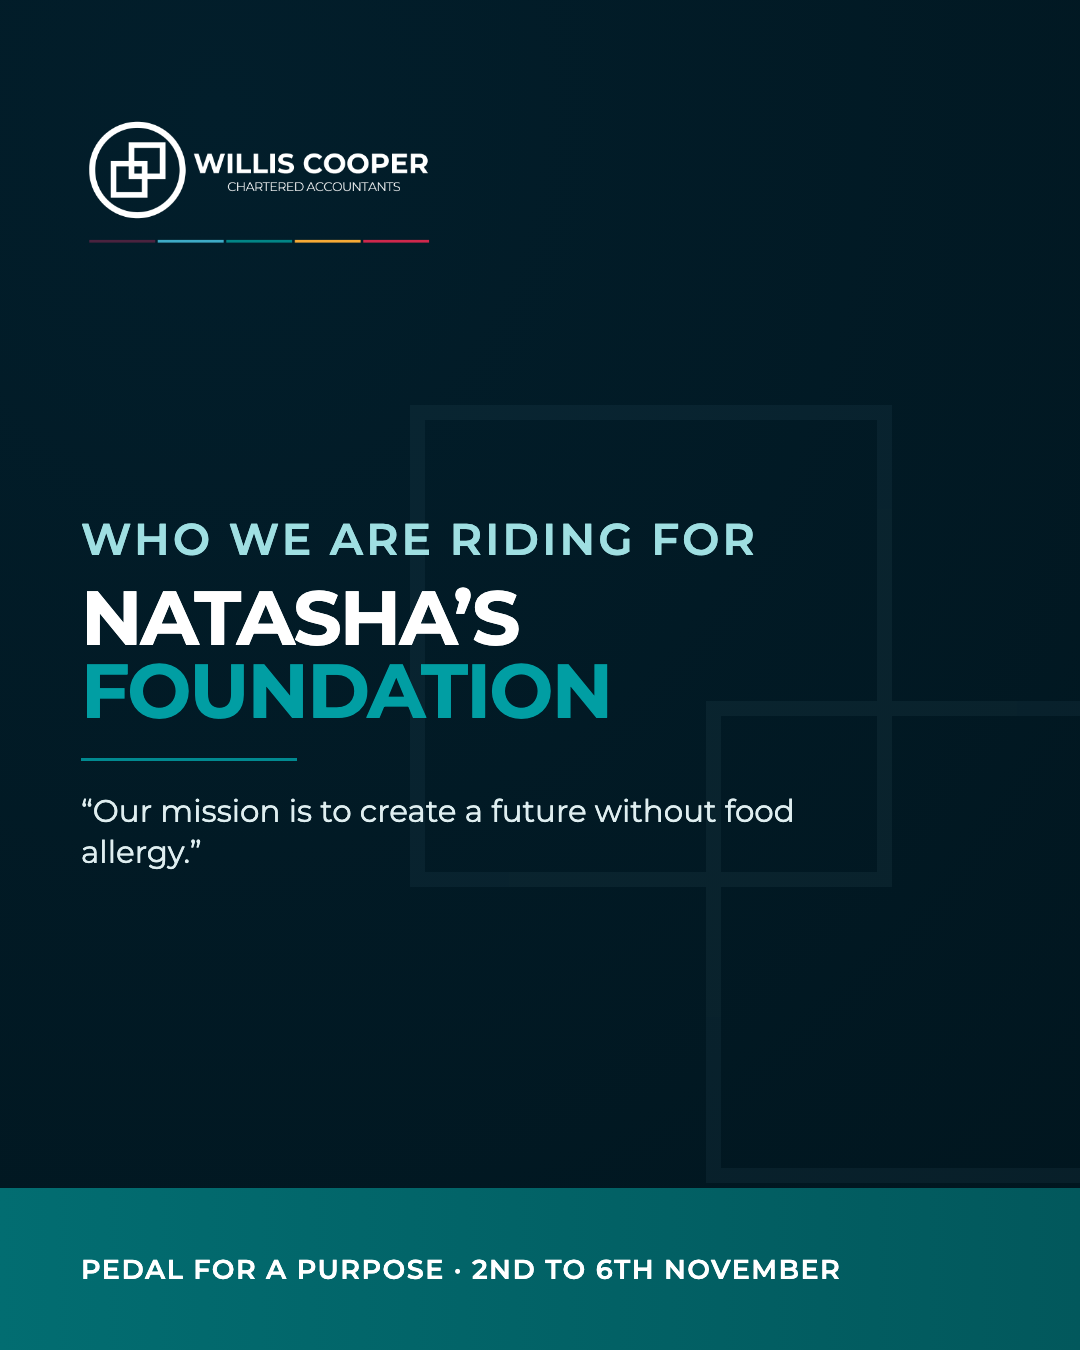 WILLIS COOPER
CHARTERED ACCOUNTANTS
WHO WE ARE RIDING FOR
NATASHA’S
FOUNDATION
“Our mission is to create a future without food
allergy.”
PEDAL FOR A PURPOSE · 2ND TO 6TH NOVEMBER